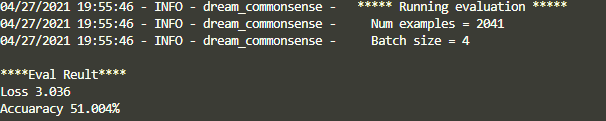 04/27/2021 19:55:46 - INFO - dream_commonsense -   ***** Running evaluation *****
04/27/2021 19:55:46 - INFO - dream_commonsense -     Num examples = 2041
04/27/2021 19:55:46 - INFO - dream_commonsense -     Batch size = 4
****Eval Reult****
Loss 3.036
Accuaracy 51.004%